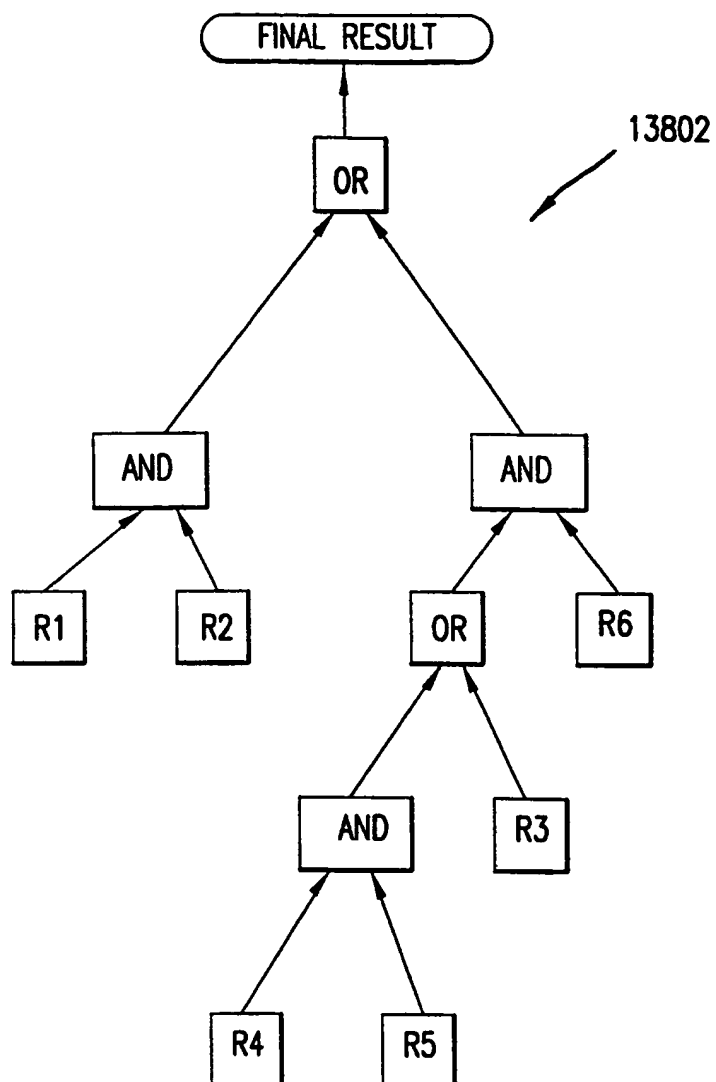 FINAL RESULT
13802
OR
AND
AND
R1
R2
OR
R6
AND
R3
R4
R5